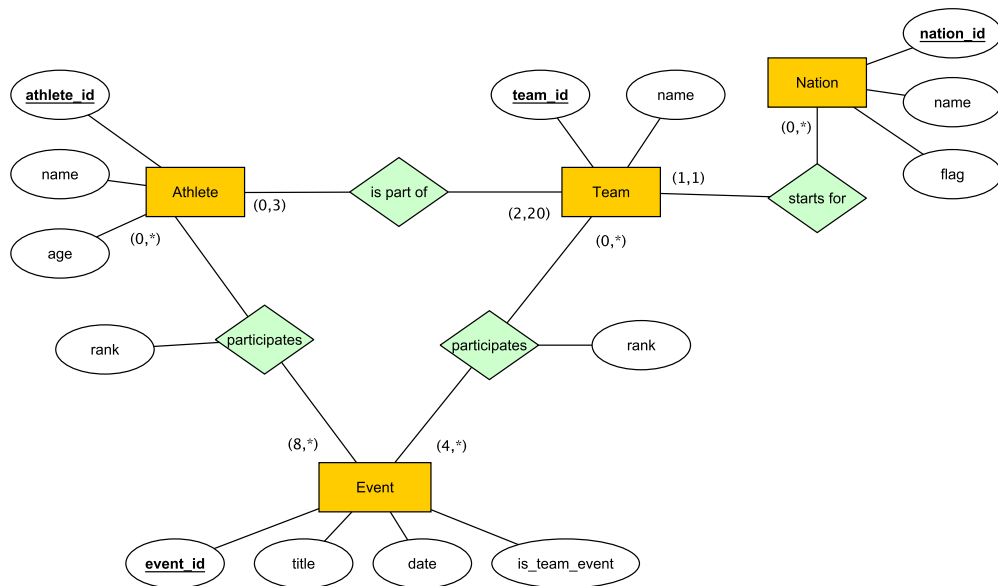 nation_id
Nation
athlete_id
team_id
name
name
(0,*)
name
Athlete
is part of
Team
(1,1)
starts for
flag
(0,3)
(2,20)
age
(0,*)
(0,*)
rank
participates
participates
rank
(8,*)
(4,*)
Event
event_id
title
date
is_team_event